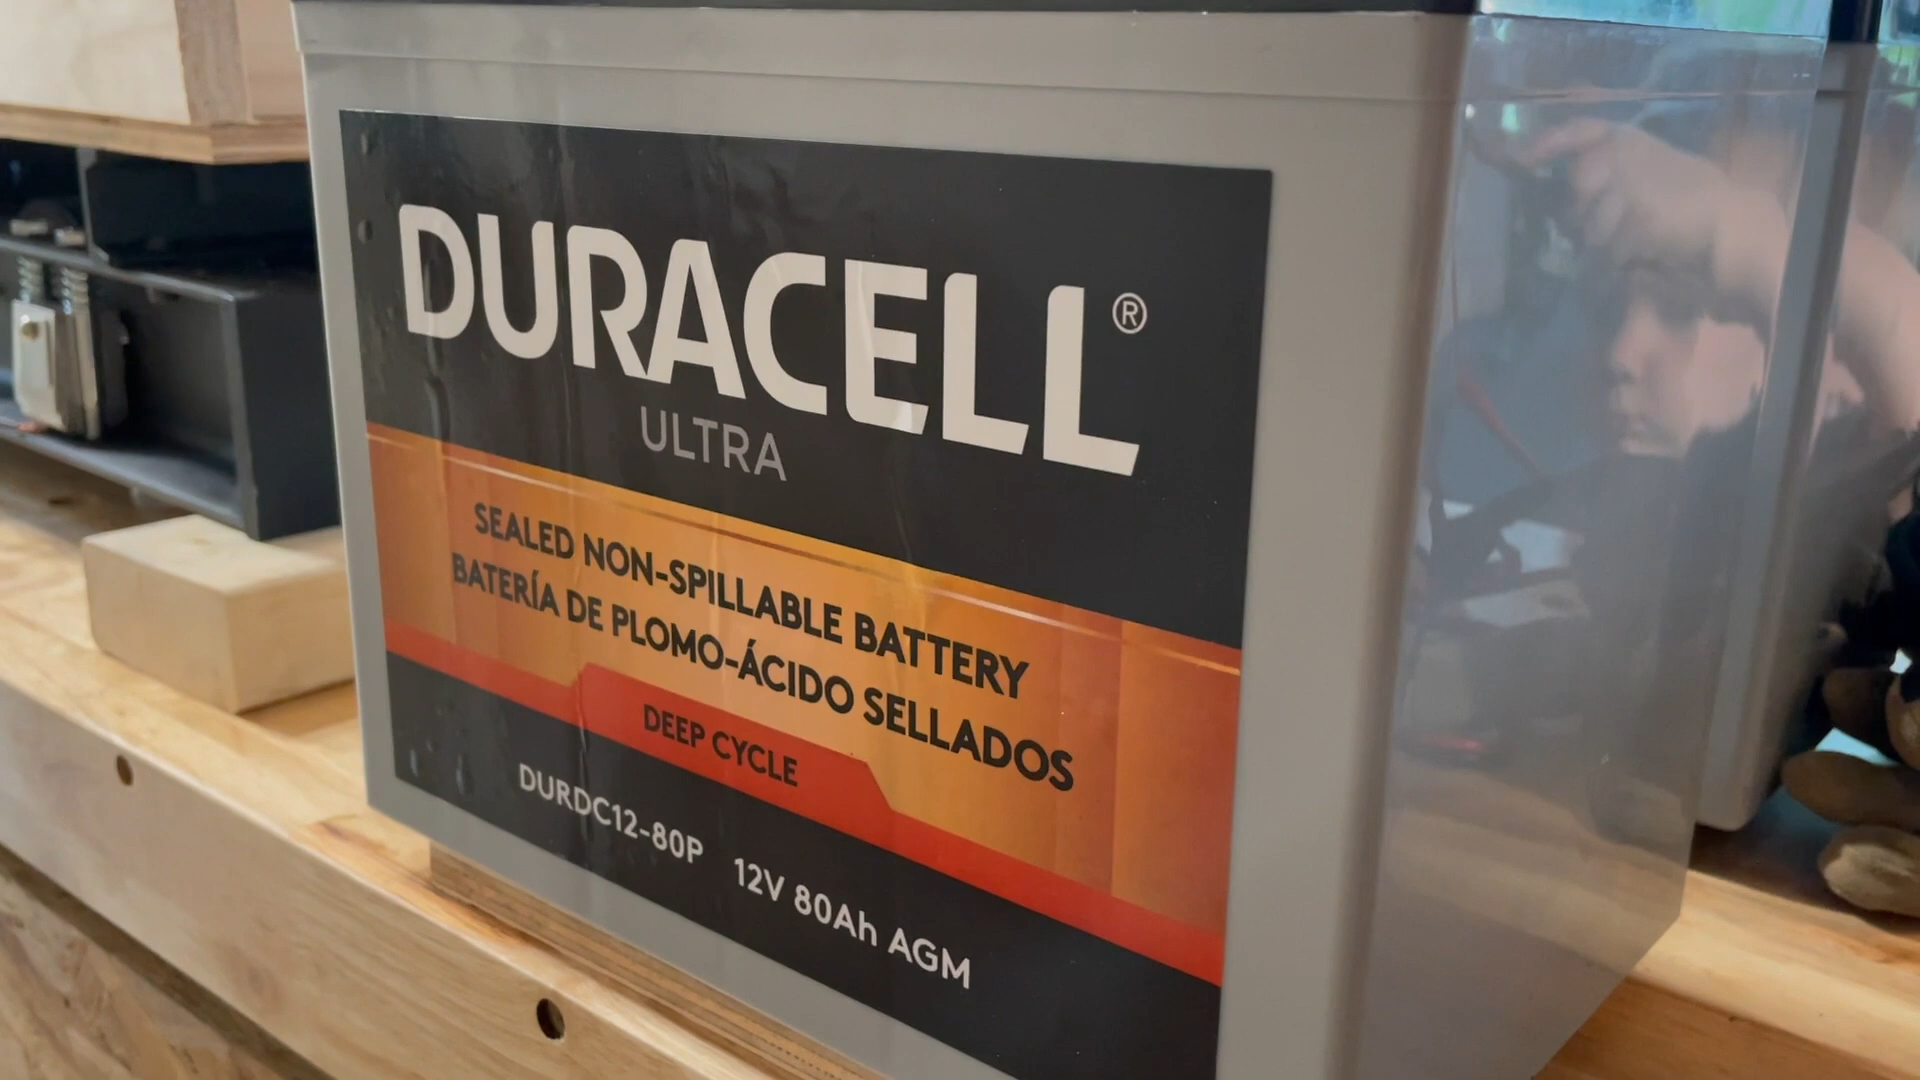 DURACELL®
ULTRA
SEALED NON-SPILLABLE BATTERY
BATERÍA DE PLOMO-ÁCIDO SELLADOS
DEEP CYCLE
DURDC12-80P 12V 80Ah AGM